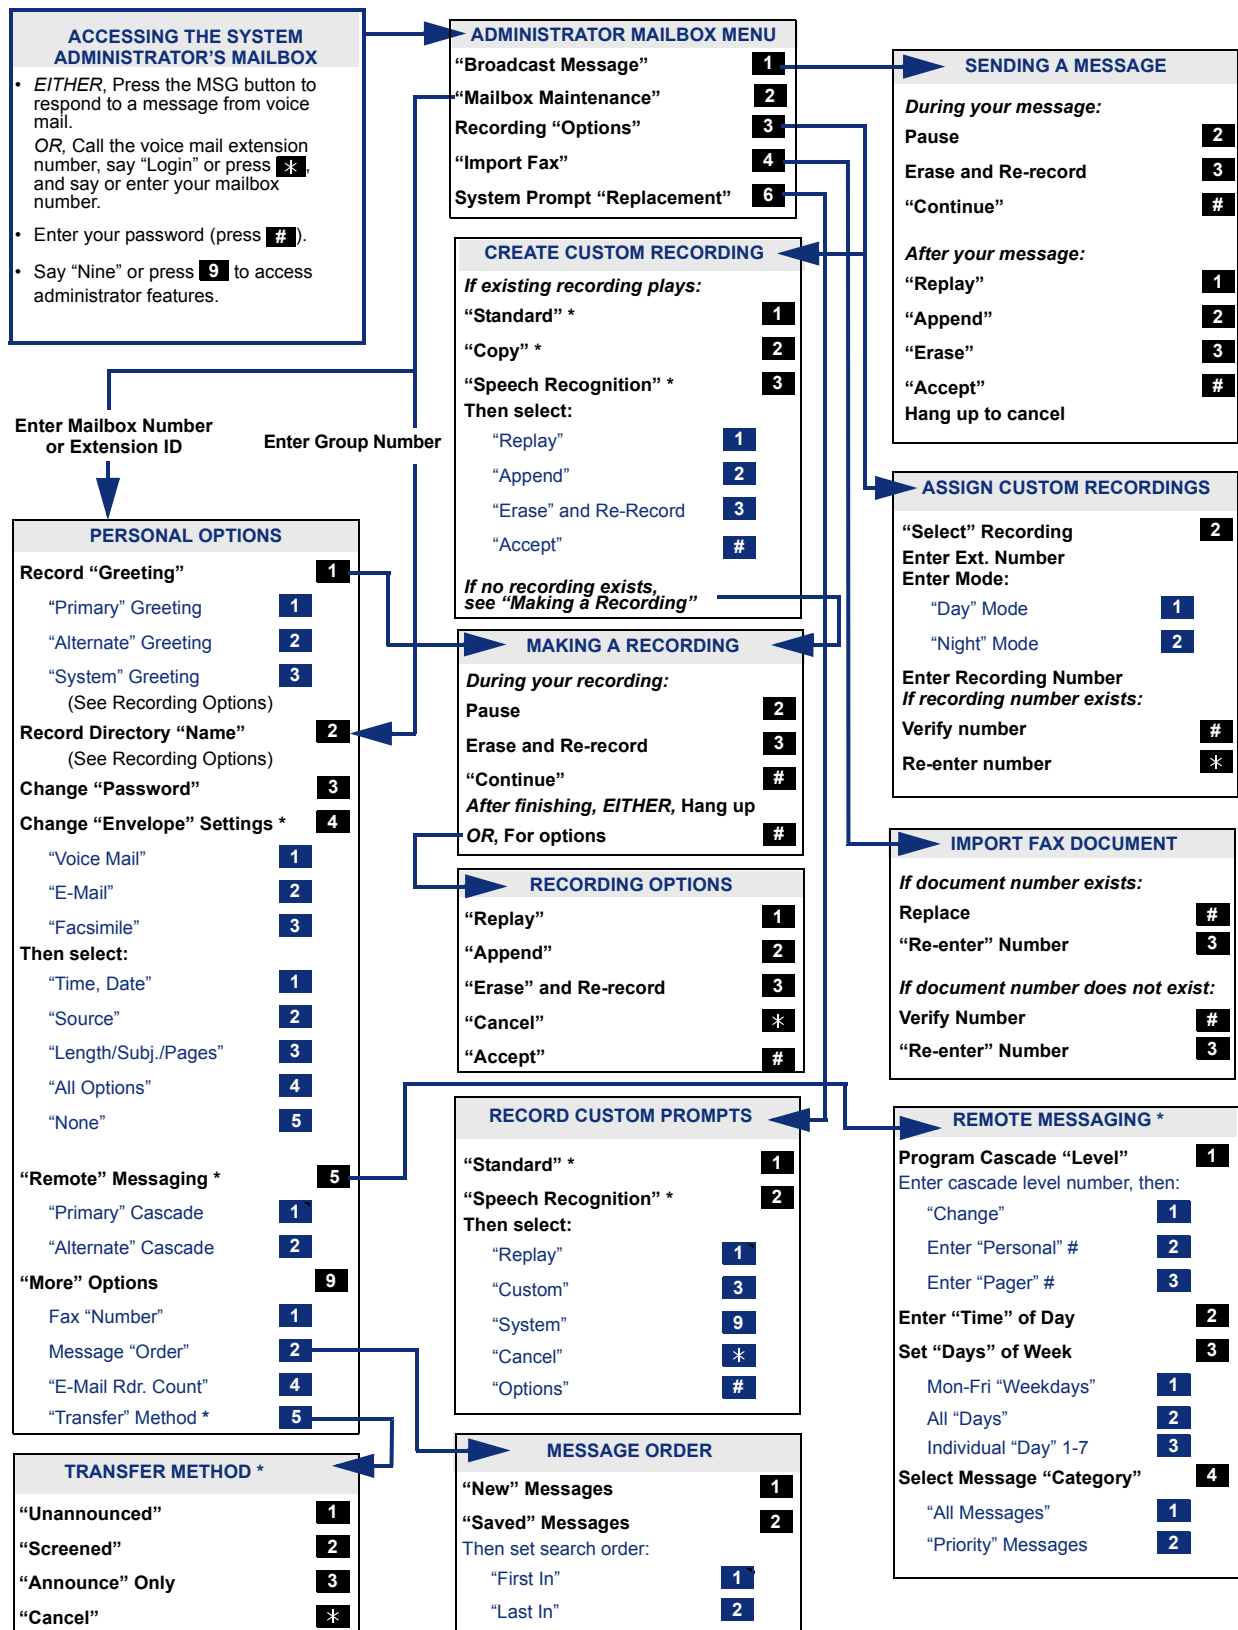 ACCESSING THE SYSTEM
ADMINISTRATOR’S MAILBOX
• EITHER, Press the MSG button to
respond to a message from voice
mail.
OR, Call the voice mail extension
number, say “Login” or press *,
and say or enter your mailbox
number.
• Enter your password (press #).
• Say “Nine” or press 9 to access
administrator features.
ADMINISTRATOR MAILBOX MENU
“Broadcast Message” 1
“Mailbox Maintenance” 2
Recording “Options” 3
“Import Fax” 4
System Prompt “Replacement” 6
SENDING A MESSAGE
During your message:
Pause 2
Erase and Re-record 3
“Continue” #
After your message:
“Replay” 1
“Append” 2
“Erase” 3
“Accept” #
Hang up to cancel
CREATE CUSTOM RECORDING
If existing recording plays:
“Standard” * 1
“Copy” * 2
“Speech Recognition” * 3
Then select:
“Replay” 1
“Append” 2
“Erase” and Re-Record 3
“Accept” #
If no recording exists,
see “Making a Recording”
Enter Mailbox Number
or Extension ID
Enter Group Number
ASSIGN CUSTOM RECORDINGS
“Select” Recording 2
Enter Ext. Number
Enter Mode:
“Day” Mode 1
“Night” Mode 2
Enter Recording Number
If recording number exists:
Verify number #
Re-enter number *
PERSONAL OPTIONS
Record “Greeting” 1
“Primary” Greeting 1
“Alternate” Greeting 2
“System” Greeting 3
(See Recording Options)
Record Directory “Name” 2
(See Recording Options)
Change “Password” 3
Change “Envelope” Settings * 4
“Voice Mail” 1
“E-Mail” 2
“Facsimile” 3
Then select:
“Time, Date” 1
“Source” 2
“Length/Subj./Pages” 3
“All Options” 4
“None” 5
“Remote” Messaging * 5
“Primary” Cascade 1
“Alternate” Cascade 2
“More” Options 9
Fax “Number” 1
Message “Order” 2
“E-Mail Rdr. Count” 4
“Transfer” Method * 5
MAKING A RECORDING
During your recording:
Pause 2
Erase and Re-record 3
“Continue” #
After finishing, EITHER, Hang up
OR, For options #
RECORDING OPTIONS
“Replay” 1
“Append” 2
“Erase” and Re-record 3
“Cancel” *
“Accept” #
IMPORT FAX DOCUMENT
If document number exists:
Replace #
“Re-enter” Number 3
If document number does not exist:
Verify Number #
“Re-enter” Number 3
RECORD CUSTOM PROMPTS
“Standard” * 1
“Speech Recognition” * 2
Then select:
“Replay” 1
“Custom” 3
“System” 9
“Cancel” *
“Options” #
REMOTE MESSAGING *
Program Cascade “Level” 1
Enter cascade level number, then:
“Change” 1
Enter “Personal” # 2
Enter “Pager” # 3
Enter “Time” of Day 2
Set “Days” of Week 3
Mon-Fri “Weekdays” 1
All “Days” 2
Individual “Day” 1-7 3
Select Message “Category” 4
“All Messages” 1
“Priority” Messages 2
TRANSFER METHOD *
“Unannounced” 1
“Screened” 2
“Announce” Only 3
“Cancel” *
MESSAGE ORDER
“New” Messages 1
“Saved” Messages 2
Then set search order:
“First In” 1
“Last In” 2